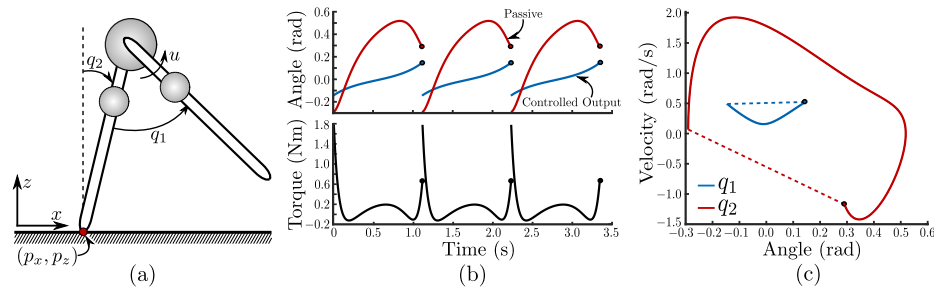 q₂
u
q₁
z
x
(pₓ, p_z)
(a)
Angle (rad)
0.6
0.4
0.2
0.0
−0.2
Passive
Controlled Output
Torque (Nm)
1.8
1.4
1.0
0.6
0.2
−0.2
0
0.5
1.0
1.5
2.0
2.5
3.0
3.5
Time (s)
(b)
Velocity (rad/s)
2.0
1.5
1.0
0.5
0.0
−0.5
−1.0
−1.5
q₁
q₂
−0.3
−0.2
−0.1
0.0
0.1
0.2
0.3
0.4
0.5
0.6
Angle (rad)
(c)